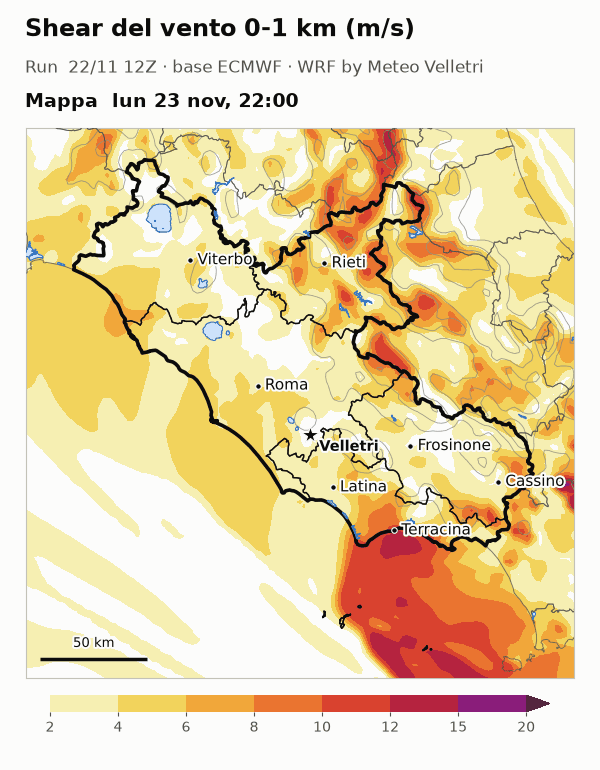 Shear del vento 0-1 km (m/s)
Run  22/11 12Z · base ECMWF · WRF by Meteo Velletri
Mappa  lun 23 nov, 22:00
Viterbo
Rieti
Roma
Velletri
Frosinone
Latina
Cassino
Terracina
50 km
2 4 6 8 10 12 15 20